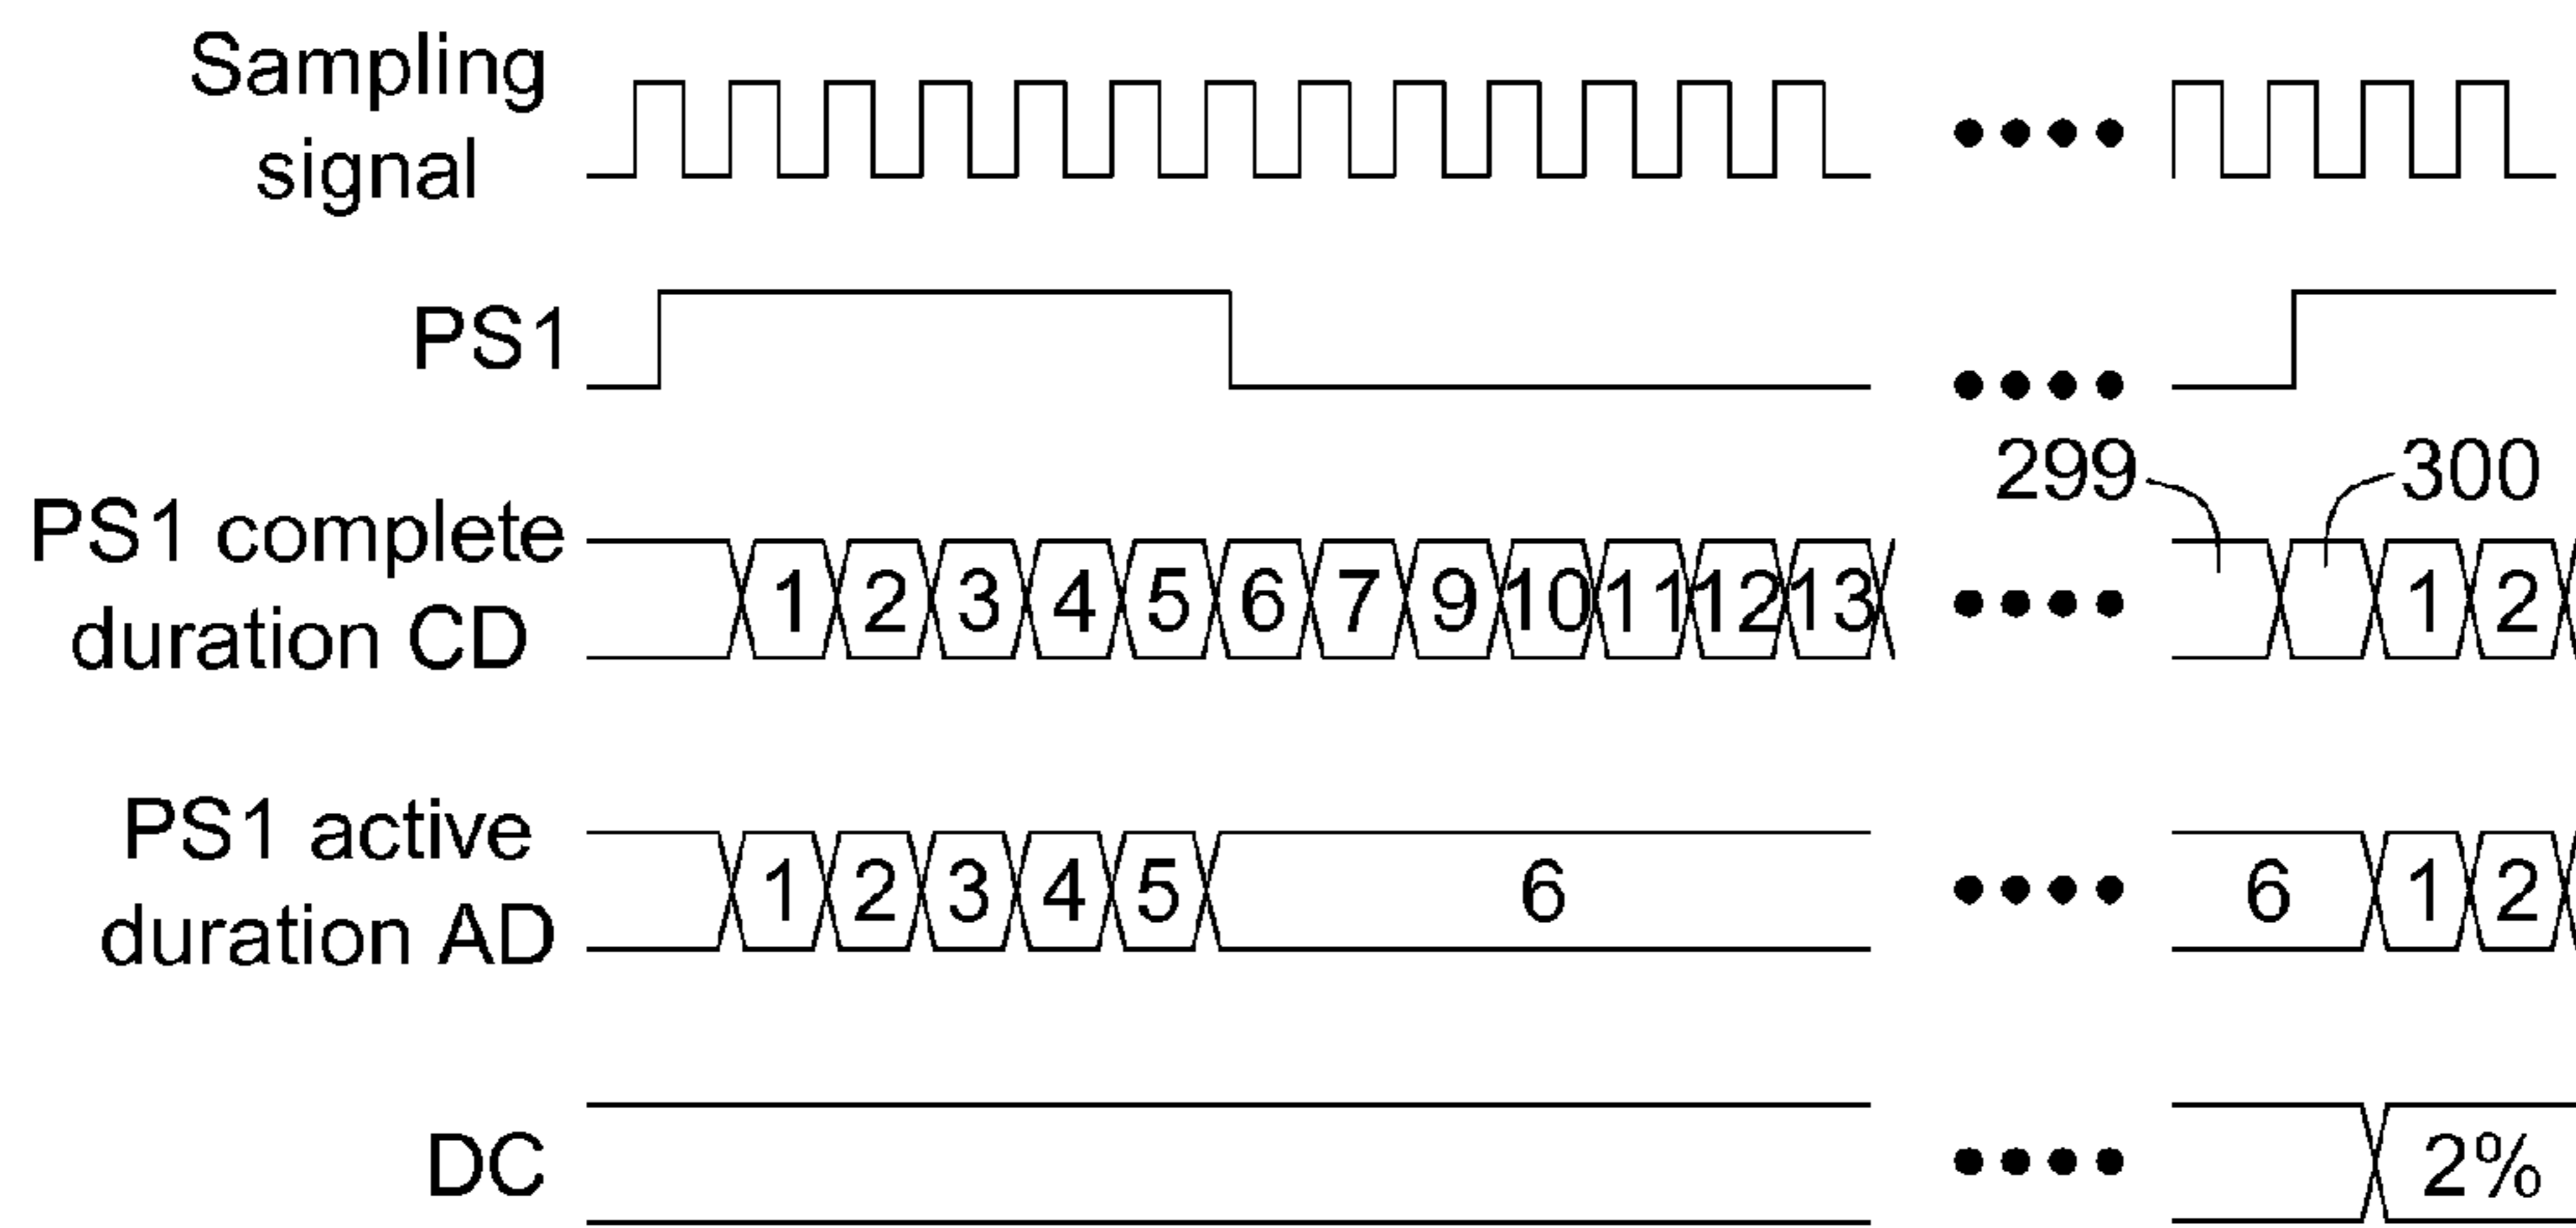 Sampling
signal
PS1
299 300
PS1 complete
duration CD
1 2 3 4 5 6 7 9 10 11 12 13 1 2
PS1 active
duration AD
1 2 3 4 5 6 6 1 2
DC
2%